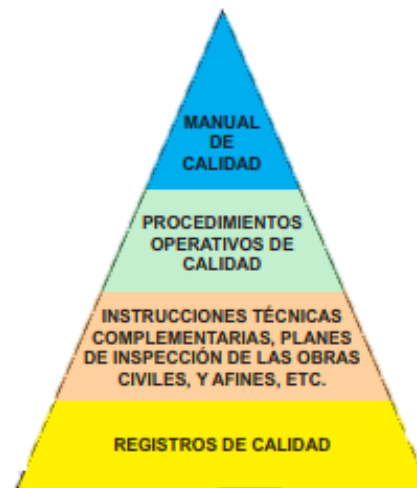 MANUAL
DE
CALIDAD
PROCEDIMIENTOS
OPERATIVOS DE
CALIDAD
INSTRUCCIONES TÉCNICAS
COMPLEMENTARIAS, PLANES
DE INSPECCIÓN DE LAS OBRAS
CIVILES, Y AFINES, ETC.
REGISTROS DE CALIDAD